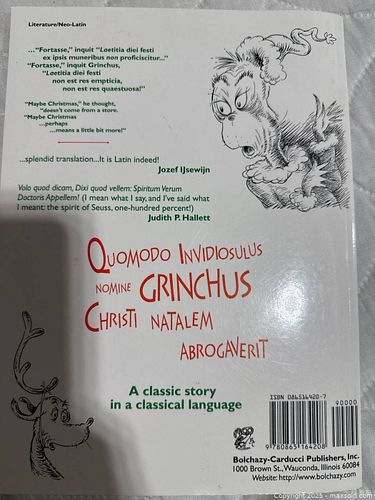 Literature/Neo-Latin
..."Fortasse," inquit "Laetitia diei festi
ex ipsis muneribus non proficiscitur..."
"Fortasse," inquit Grinchus,
"Laetitia diei festi
non est res empticia,
non est res quaestuosa!"
"Maybe Christmas," he thought,
"doesn't come from a store.
"Maybe Christmas
...perhaps
...means a little bit more!"
...splendid translation...It is Latin indeed!
Jozef IJsewijn
Volo quod dicam, Dixi quod vellem: Spiritum Verum
Doctoris Appellem! (I mean what I say, and I've said what
I meant: the spirit of Seuss, one-hundred percent!)
Judith P. Hallett
Quomodo Invidiosulus
nomine GRINCHUS
Christi natalem
abrogaverit
A classic story
in a classical language
ISBN 086516420-7
90000
9 780865 164208
Bolchazy-Carducci Publishers, Inc.
1000 Brown St., Wauconda, Illinois 60084
Website: http://www.bolchazy.com
Copyright 2025 - maxsold.com